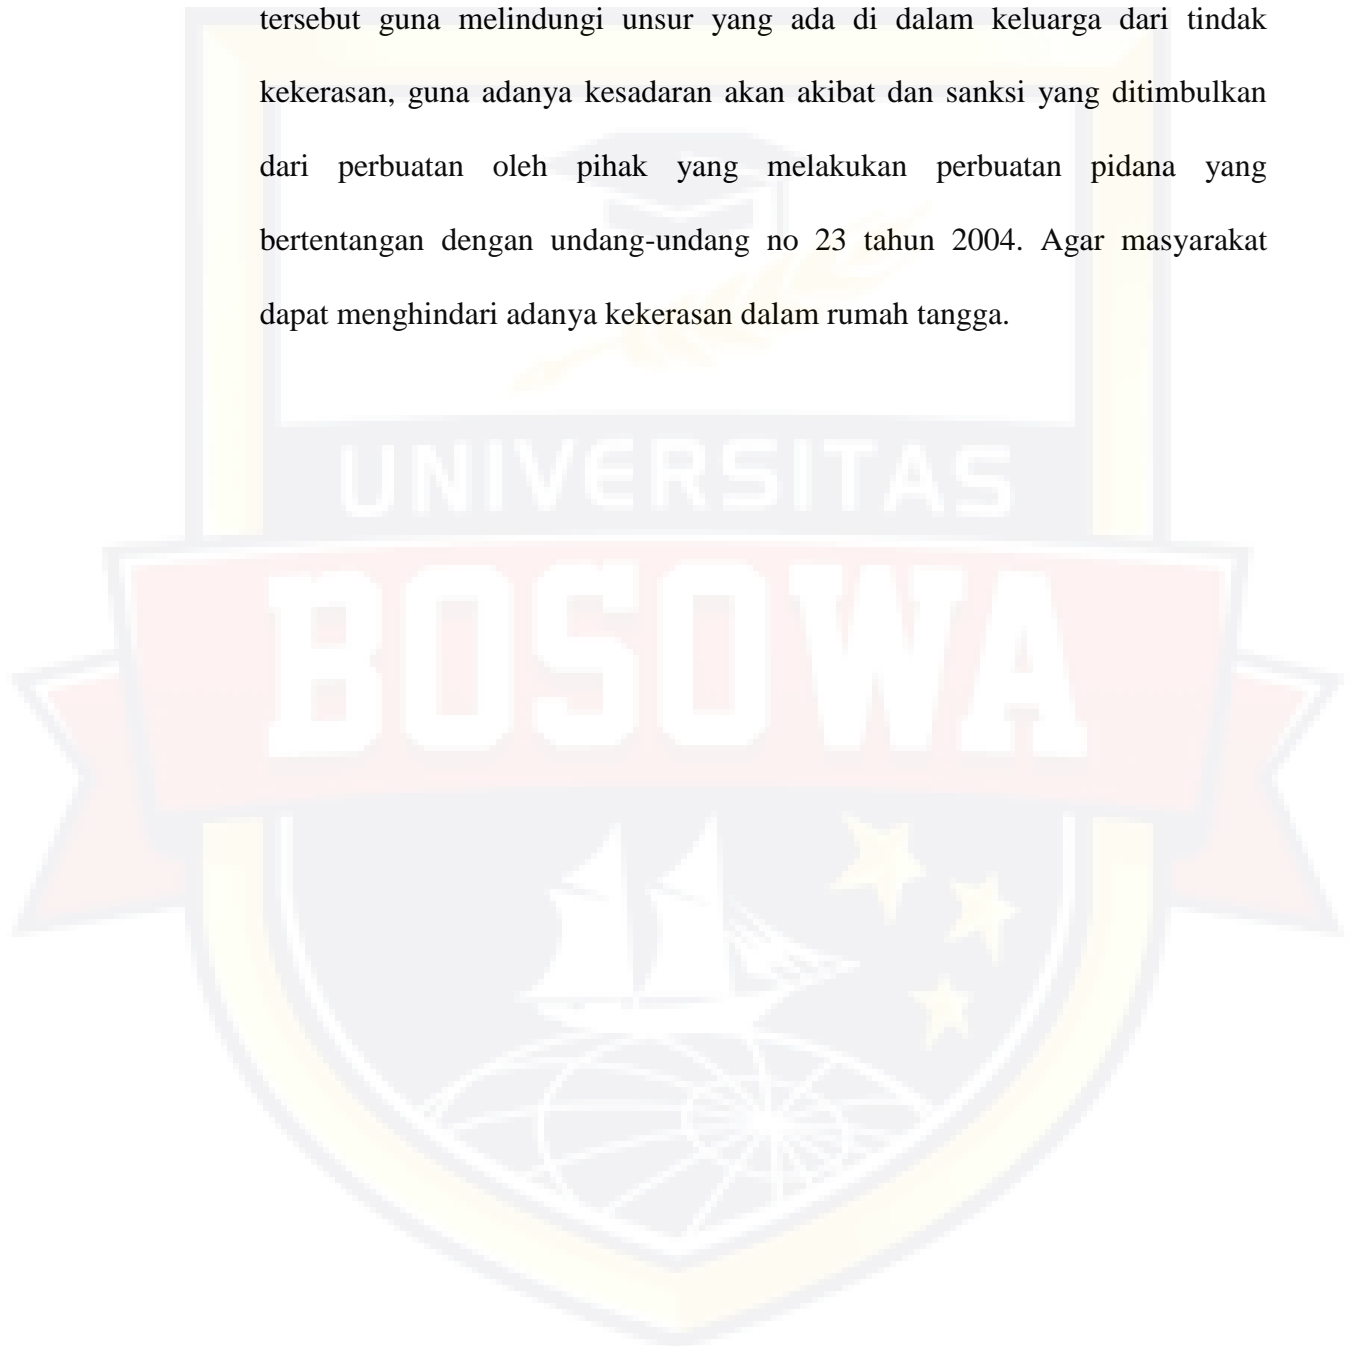 tersebut guna melindungi unsur yang ada di dalam keluarga dari tindak
kekerasan, guna adanya kesadaran akan akibat dan sanksi yang ditimbulkan
dari perbuatan oleh pihak yang melakukan perbuatan pidana yang
bertentangan dengan undang-undang no 23 tahun 2004. Agar masyarakat
dapat menghindari adanya kekerasan dalam rumah tangga.
UNIVERSITAS
BOSOWA